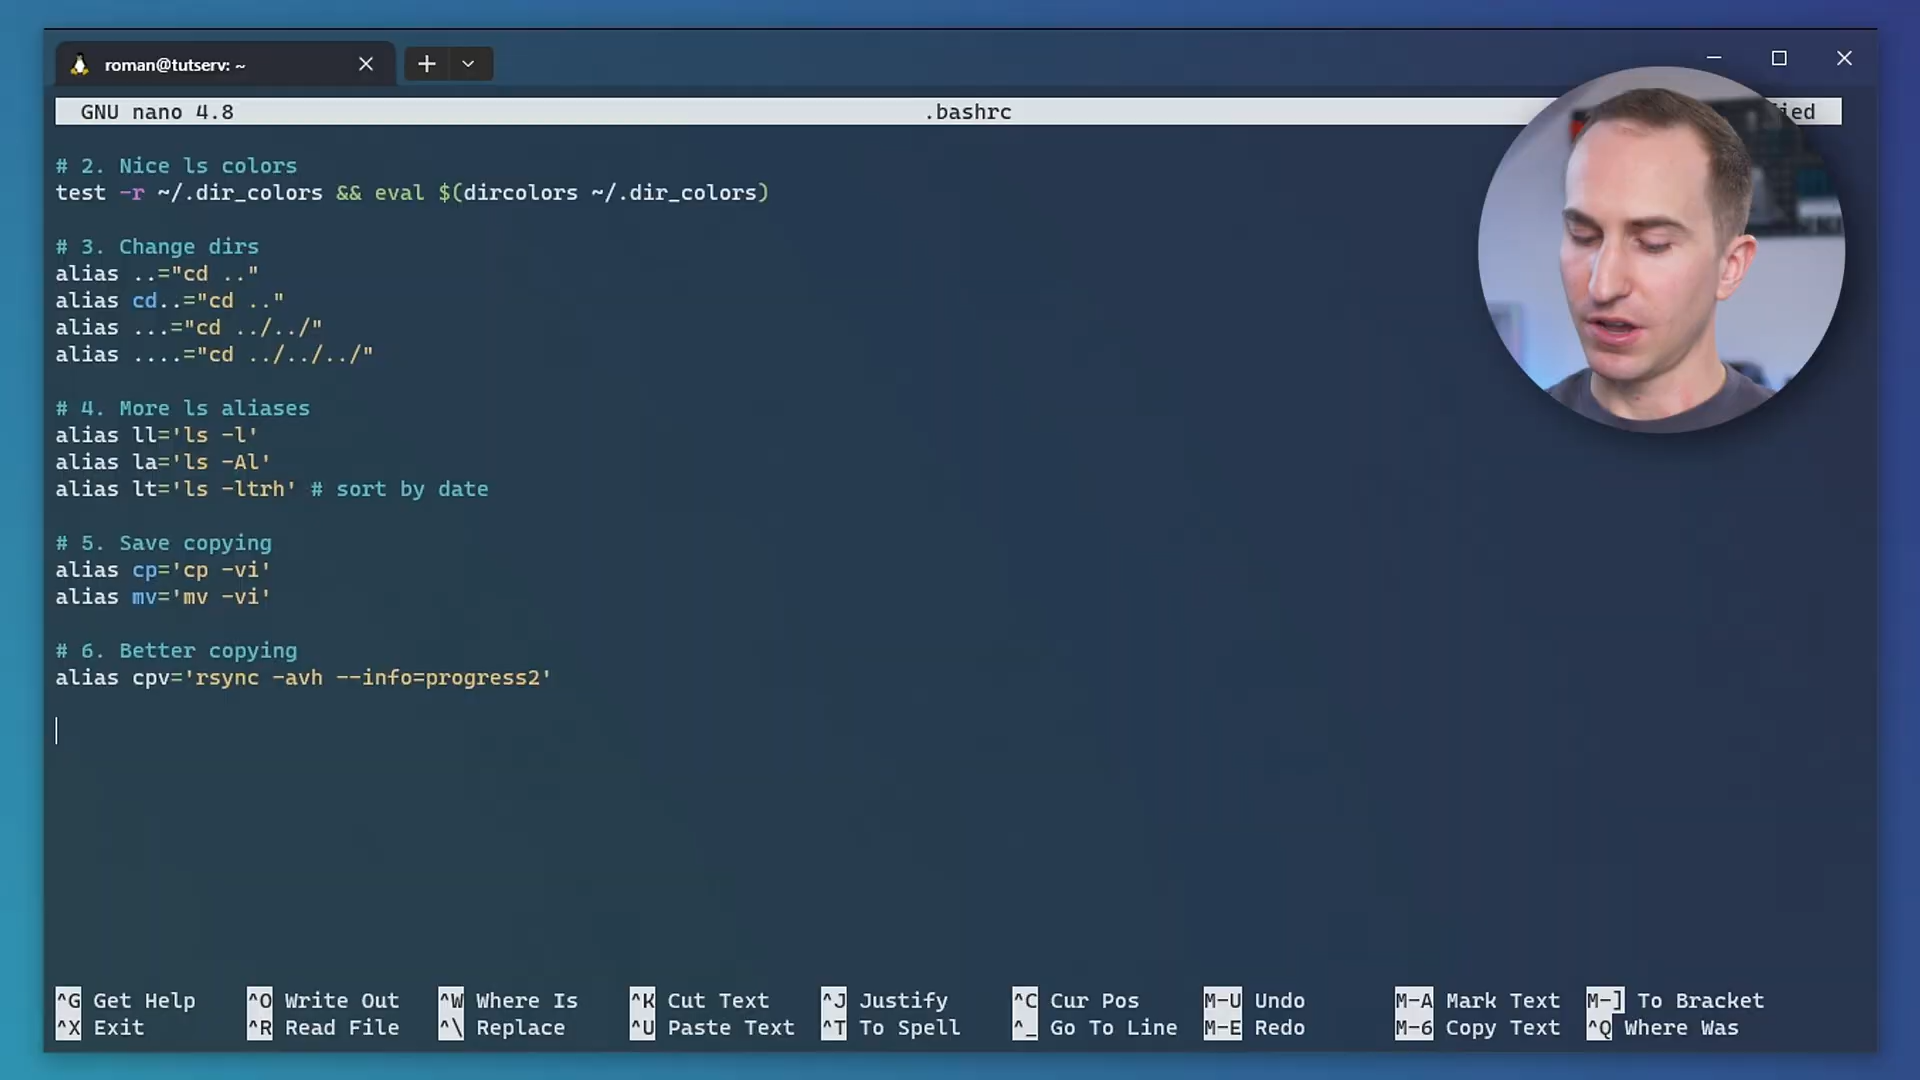 roman@tutserv: ~
GNU nano 4.8 .bashrc
# 2. Nice ls colors
test -r ~/.dir_colors && eval $(dircolors ~/.dir_colors)
# 3. Change dirs
alias ..="cd .."
alias cd..="cd .."
alias ...="cd ../../"
alias ....="cd ../../../"
# 4. More ls aliases
alias ll='ls -l'
alias la='ls -Al'
alias lt='ls -ltrh' # sort by date
# 5. Save copying
alias cp='cp -vi'
alias mv='mv -vi'
# 6. Better copying
alias cpv='rsync -avh --info=progress2'
^G Get Help ^O Write Out ^W Where Is ^K Cut Text ^J Justify ^C Cur Pos M-U Undo M-A Mark Text M-] To Bracket
^X Exit ^R Read File ^\ Replace ^U Paste Text ^T To Spell ^_ Go To Line M-E Redo M-6 Copy Text ^Q Where Was